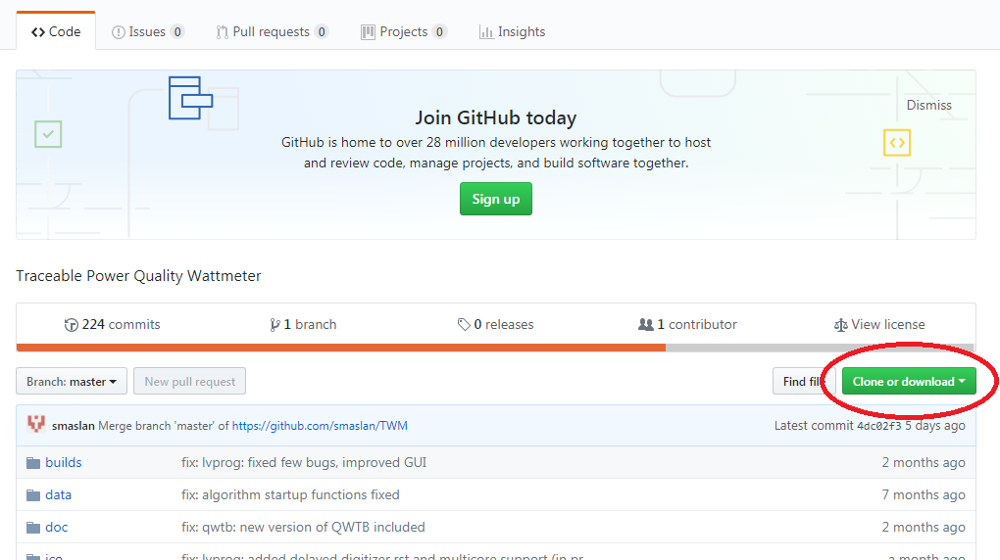 Code Issues 0 Pull requests 0 Projects 0 Insights
Dismiss
Join GitHub today
GitHub is home to over 28 million developers working together to host
and review code, manage projects, and build software together.
Sign up
Traceable Power Quality Wattmeter
224 commits 1 branch 0 releases 1 contributor View license
Branch: master New pull request Find Clone or download
smaslan Merge branch 'master' of https://github.com/smaslan/TWM Latest commit 4dc02f3 5 days ago
builds fix: lvprog: fixed few bugs, improved GUI 2 months ago
data fix: algorithm startup functions fixed 7 months ago
doc fix: qwtb: new version of QWTB included 2 months ago
ico fix: lvprog: added delayed digitizer rst and multicore support (in pr... a month ago